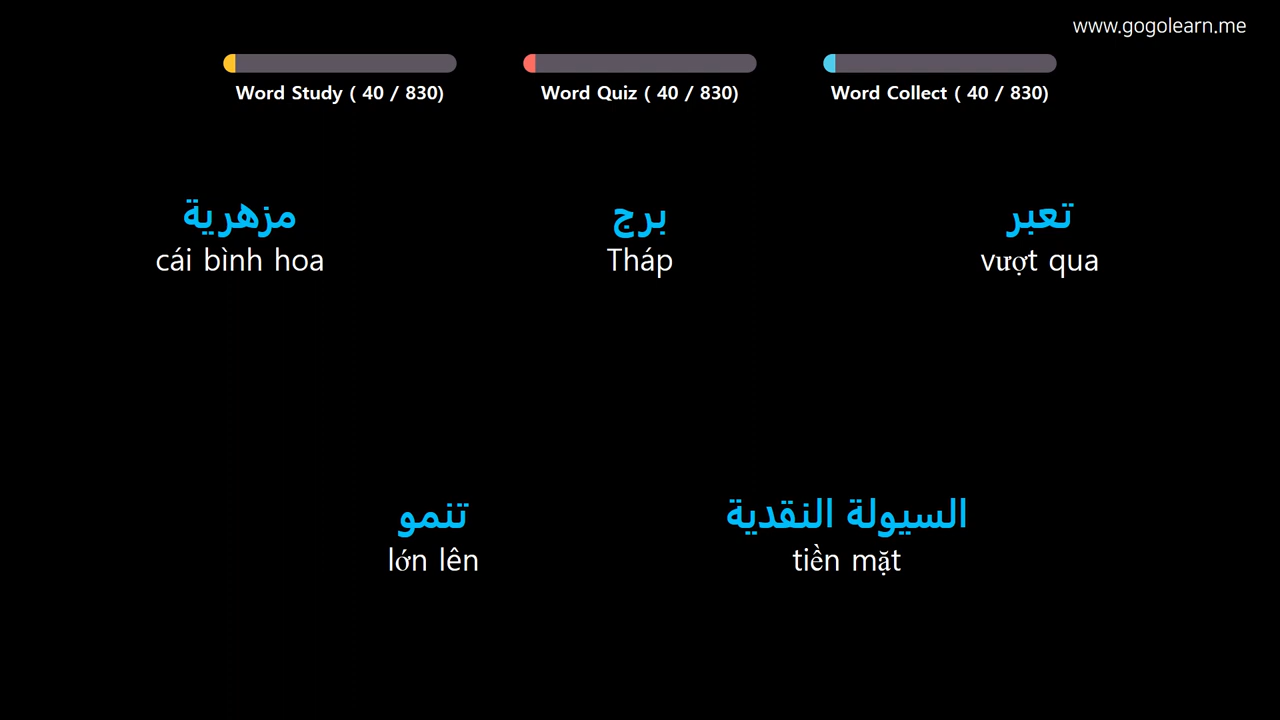 www.gogolearn.me
Word Study ( 40 / 830)
Word Quiz ( 40 / 830)
Word Collect ( 40 / 830)
مزهرية
cái bình hoa
برج
Tháp
تعبر
vượt qua
تنمو
lớn lên
السيولة النقدية
tiền mặt